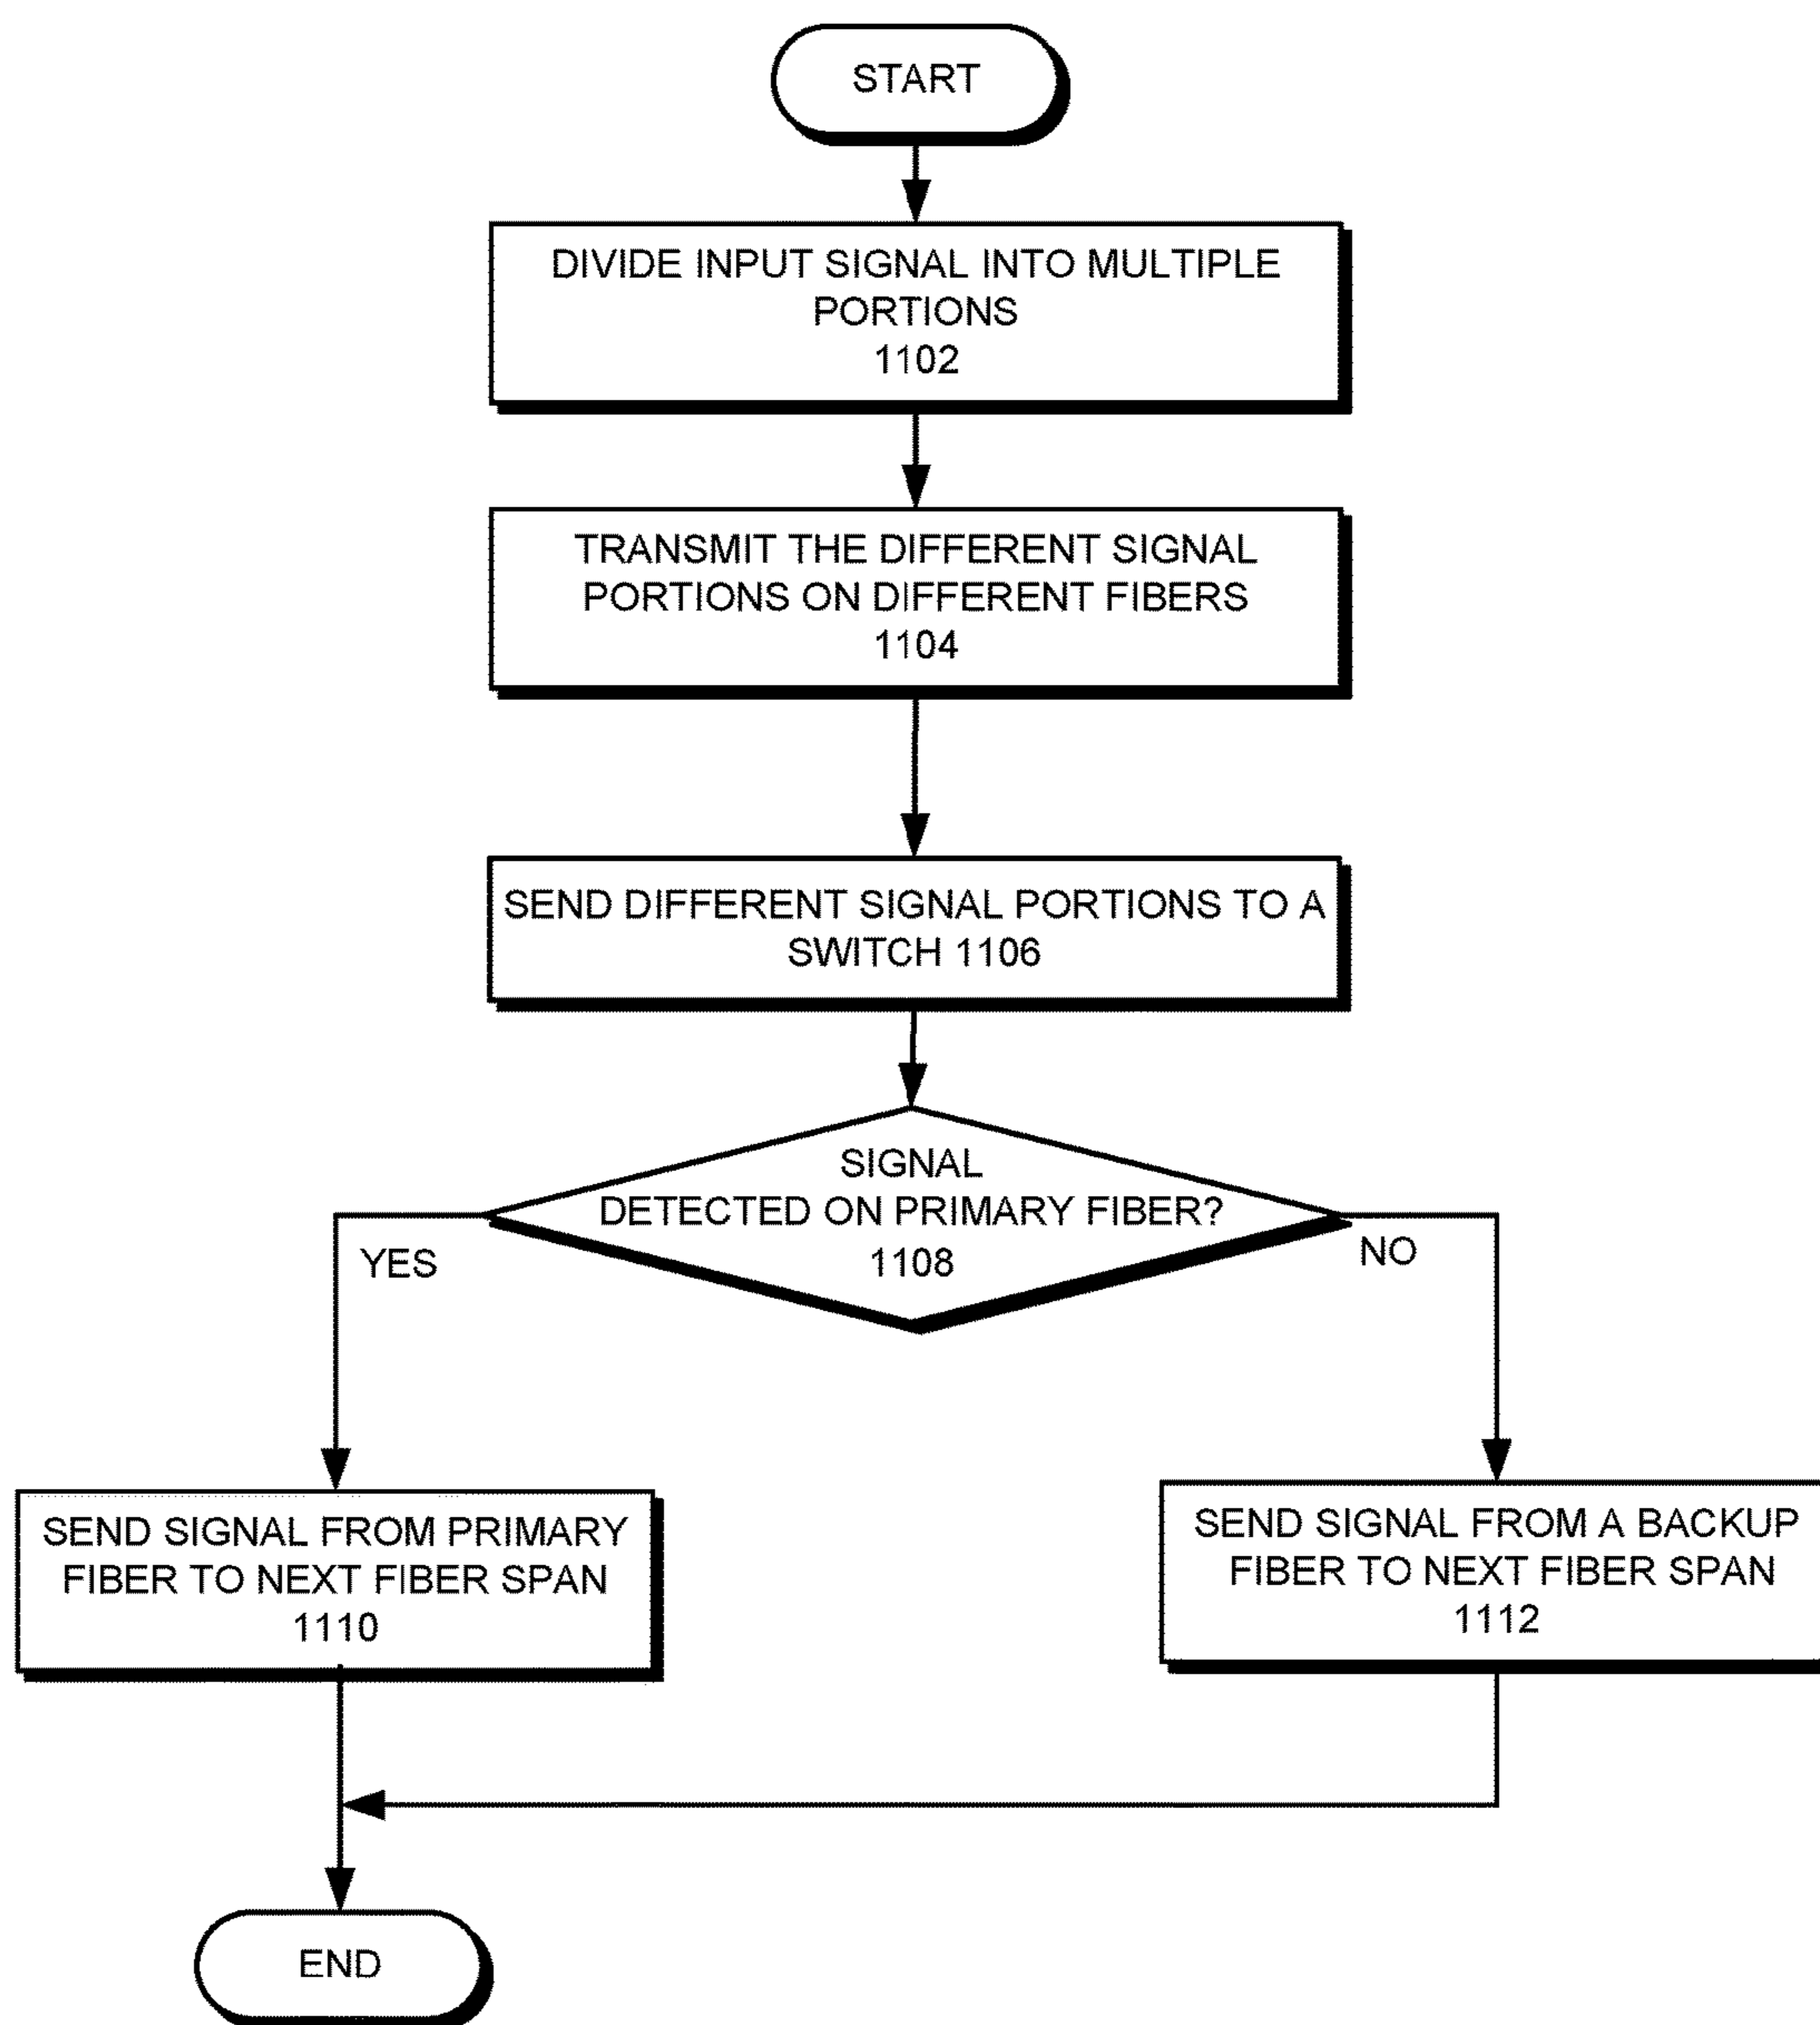 START
DIVIDE INPUT SIGNAL INTO MULTIPLE
PORTIONS
1102
TRANSMIT THE DIFFERENT SIGNAL
PORTIONS ON DIFFERENT FIBERS
1104
SEND DIFFERENT SIGNAL PORTIONS TO A
SWITCH 1106
SIGNAL
DETECTED ON PRIMARY FIBER?
1108
YES
NO
SEND SIGNAL FROM PRIMARY
FIBER TO NEXT FIBER SPAN
1110
SEND SIGNAL FROM A BACKUP
FIBER TO NEXT FIBER SPAN
1112
END